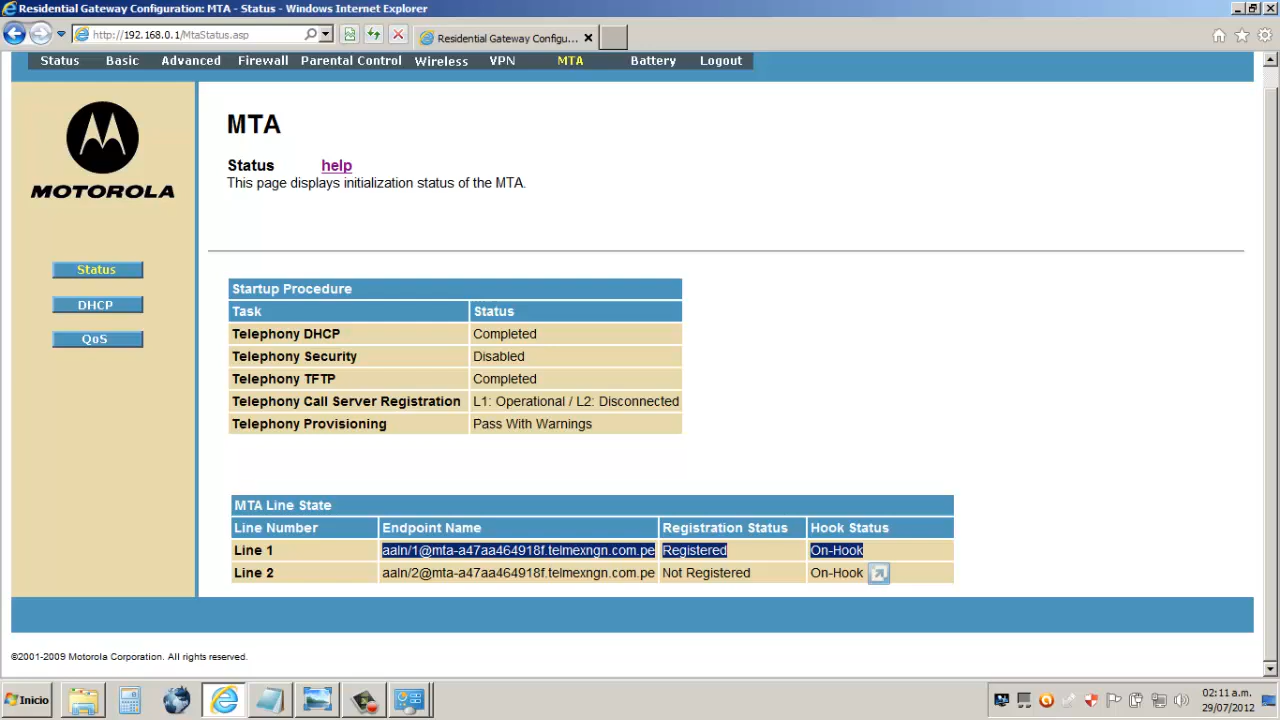 Residential Gateway Configuration: MTA - Status - Windows Internet Explorer
http://192.168.0.1/MtaStatus.asp
Residential Gateway Configu...
Status Basic Advanced Firewall Parental Control Wireless VPN MTA Battery Logout
MOTOROLA
Status
DHCP
QoS
MTA
Status help
This page displays initialization status of the MTA.
Startup Procedure
Task Status
Telephony DHCP Completed
Telephony Security Disabled
Telephony TFTP Completed
Telephony Call Server Registration L1: Operational / L2: Disconnected
Telephony Provisioning Pass With Warnings
MTA Line State
Line Number Endpoint Name Registration Status Hook Status
Line 1 aaln/1@mta-a47aa464918f.telmexngn.com.pe Registered On-Hook
Line 2 aaln/2@mta-a47aa464918f.telmexngn.com.pe Not Registered On-Hook
©2001-2009 Motorola Corporation. All rights reserved.
Inicio
02:11 a.m.
29/07/2012